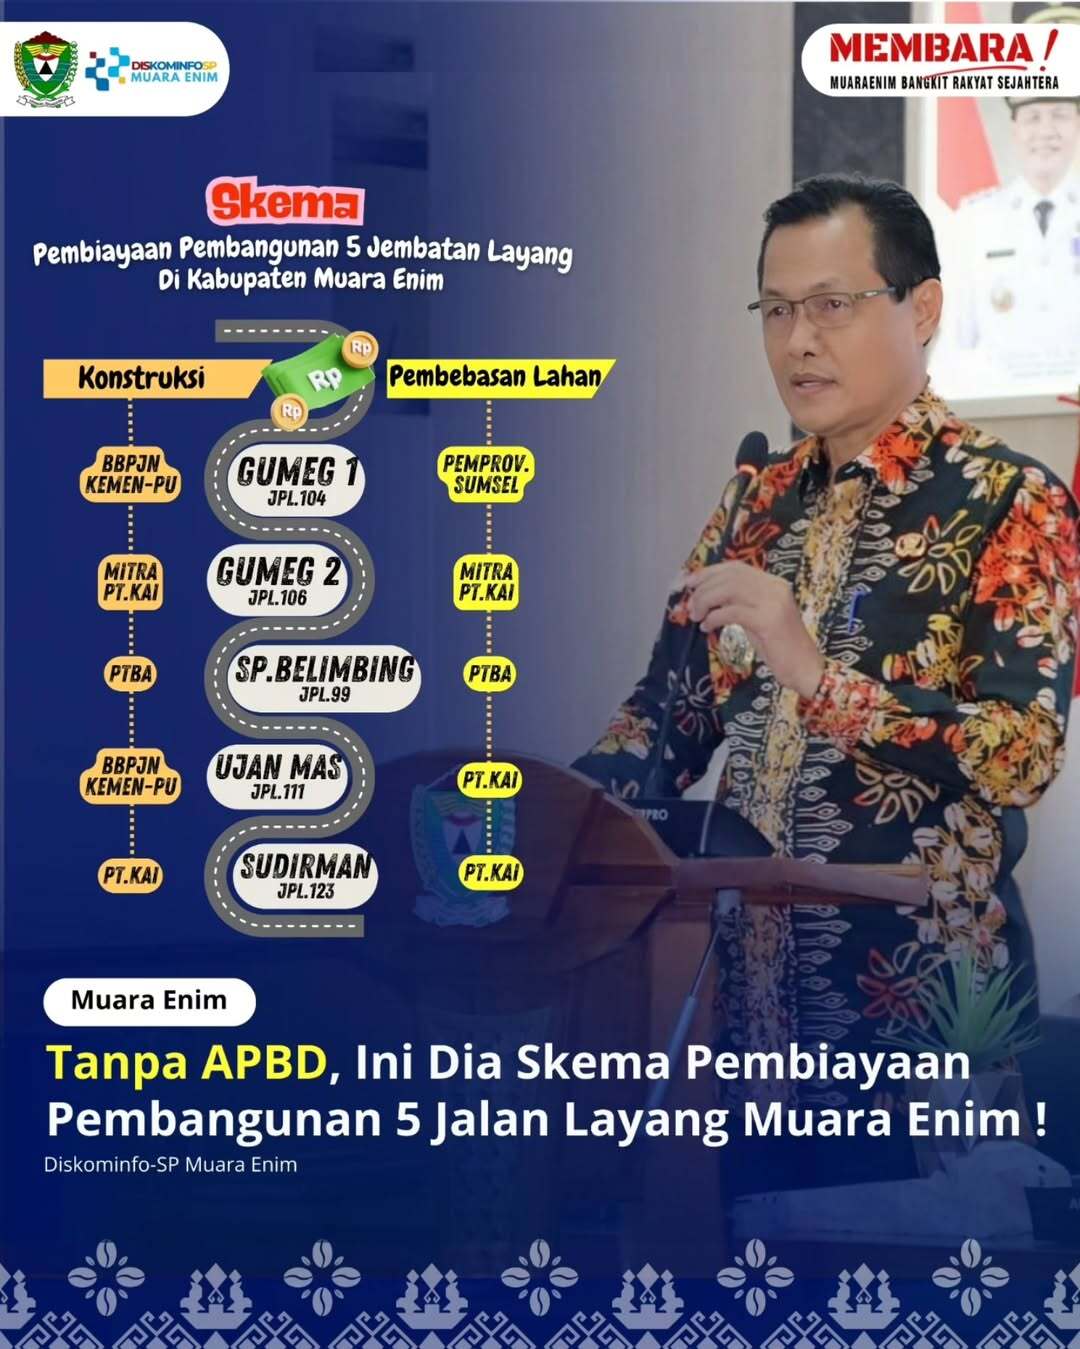 DISKOMINFOSP
MUARA ENIM
MEMBARA!
MUARAENIM BANGKIT RAKYAT SEJAHTERA
Skema
Pembiayaan Pembangunan 5 Jembatan Layang
Di Kabupaten Muara Enim
Rp
Rp
Rp
Konstruksi
Pembebasan Lahan
BBPJN
KEMEN-PU
GUMEG 1
JPL.104
PEMPROV.
SUMSEL
MITRA
PT.KAI
GUMEG 2
JPL.106
MITRA
PT.KAI
PTBA
SP.BELIMBING
JPL.99
PTBA
BBPJN
KEMEN-PU
UJAN MAS
JPL.111
PT.KAI
PT.KAI
SUDIRMAN
JPL.123
PT.KAI
Muara Enim
Tanpa APBD, Ini Dia Skema Pembiayaan
Pembangunan 5 Jalan Layang Muara Enim !
Diskominfo-SP Muara Enim